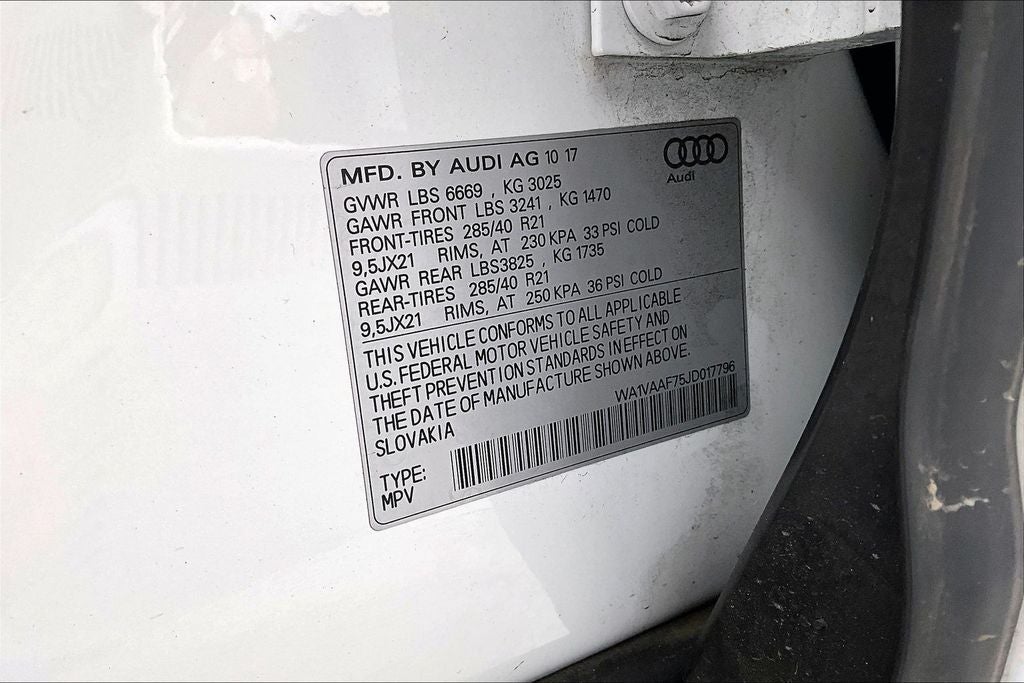 MFD. BY AUDI AG 10 17
Audi
GVWR LBS 6669 , KG 3025
GAWR FRONT LBS 3241 , KG 1470
FRONT-TIRES 285/40 R21
9,5JX21 RIMS, AT 230 KPA 33 PSI COLD
GAWR REAR LBS3825 , KG 1735
REAR-TIRES 285/40 R21
9,5JX21 RIMS, AT 250 KPA 36 PSI COLD
THIS VEHICLE CONFORMS TO ALL APPLICABLE
U.S. FEDERAL MOTOR VEHICLE SAFETY AND
THEFT PREVENTION STANDARDS IN EFFECT ON
THE DATE OF MANUFACTURE SHOWN ABOVE.
SLOVAKIA
WA1VAAF75JD017796
TYPE:
MPV